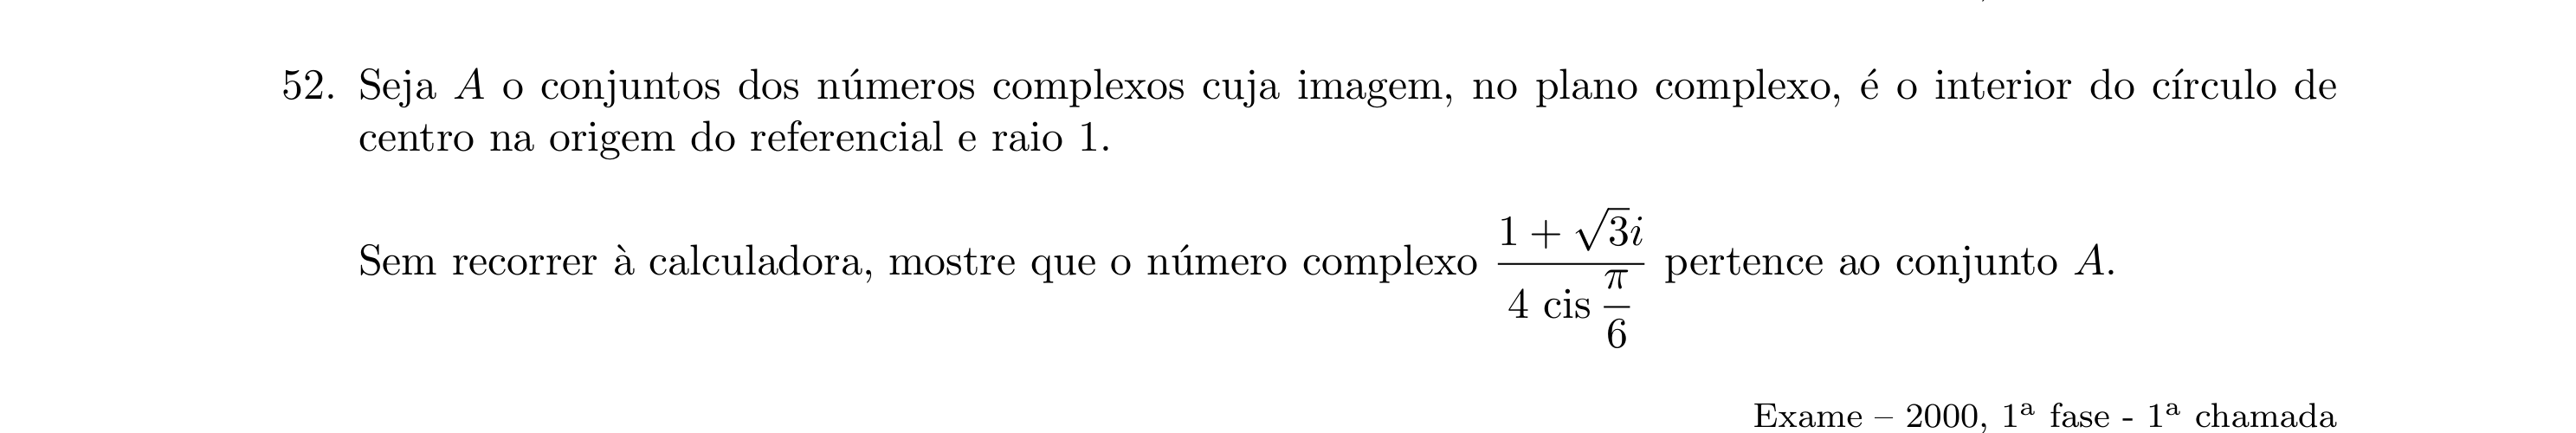 52. Seja A o conjuntos dos números complexos cuja imagem, no plano complexo, é o interior do círculo de
centro na origem do referencial e raio 1.
Sem recorrer à calculadora, mostre que o número complexo $\frac{1+\sqrt{3}i}{4 \text{ cis } \frac{\pi}{6}}$ pertence ao conjunto A.
Exame – 2000, 1ª fase - 1ª chamada